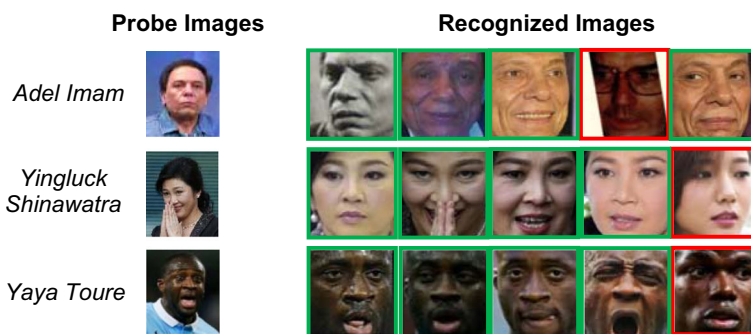 Probe Images
Recognized Images
Adel Imam
Yingluck
Shinawatra
Yaya Toure